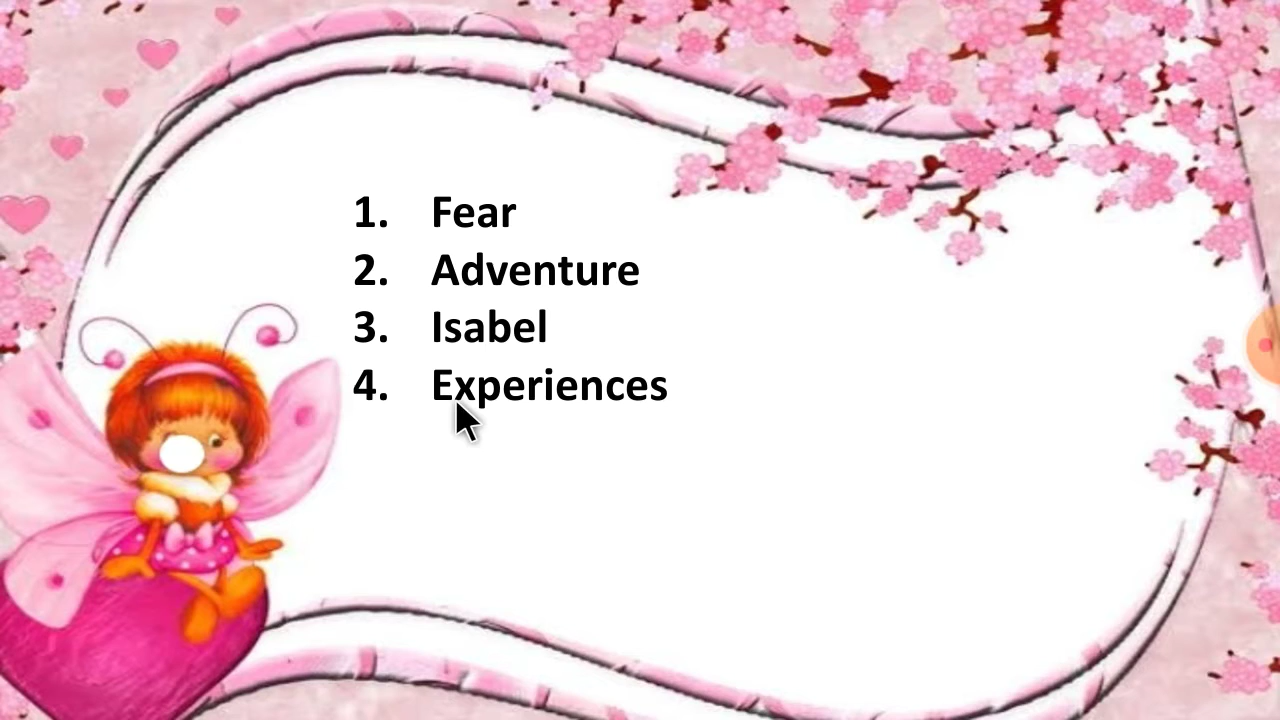 1. Fear
2. Adventure
3. Isabel
4. Experiences